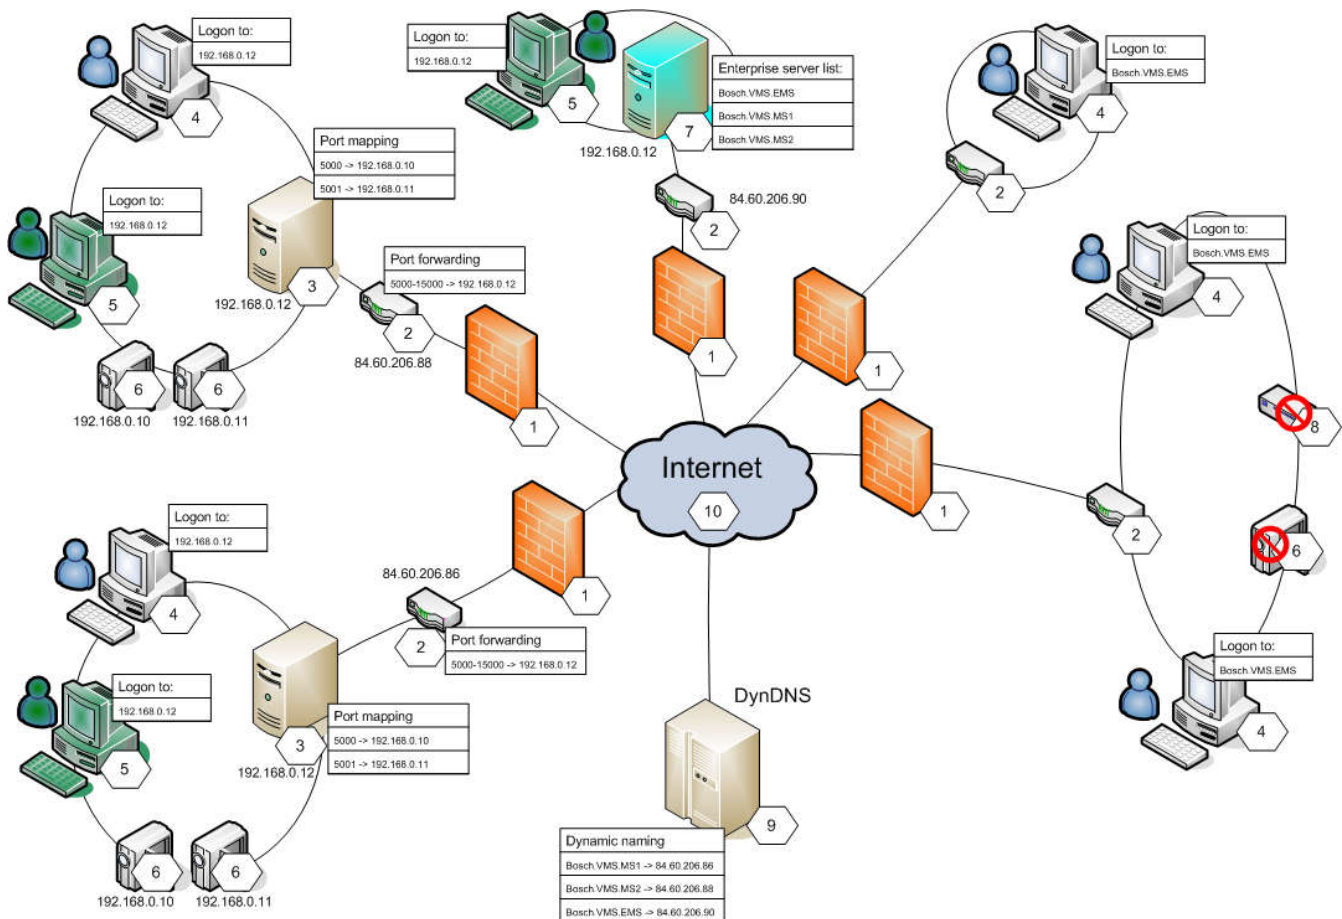 Logon to:
192.168.0.12
4
Logon to:
192.168.0.12
5
Port mapping
5000 -> 192.168.0.10
5001 -> 192.168.0.11
3
192.168.0.12
6
192.168.0.10
6
192.168.0.11
Port forwarding
5000-15000 -> 192.168.0.12
2
84.60.206.88
1
Logon to:
192.168.0.12
5
7
192.168.0.12
Enterprise server list:
Bosch.VMS.EMS
Bosch.VMS.MS1
Bosch.VMS.MS2
2
84.60.206.90
1
Logon to:
Bosch.VMS.EMS
4
2
1
Logon to:
Bosch.VMS.EMS
4
8
6
2
1
Logon to:
Bosch.VMS.EMS
4
Internet
10
Logon to:
192.168.0.12
4
Logon to:
192.168.0.12
5
3
192.168.0.12
Port mapping
5000 -> 192.168.0.10
5001 -> 192.168.0.11
6
192.168.0.10
6
192.168.0.11
84.60.206.86
2
Port forwarding
5000-15000 -> 192.168.0.12
1
DynDNS
9
Dynamic naming
Bosch.VMS.MS1 -> 84.60.206.86
Bosch.VMS.MS2 -> 84.60.206.88
Bosch.VMS.EMS -> 84.60.206.90